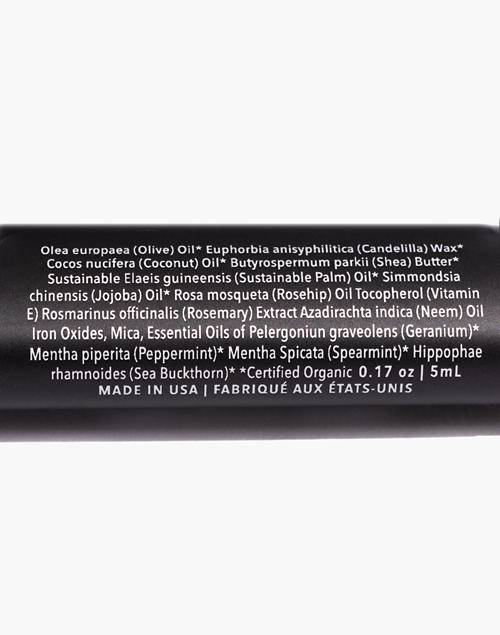 Olea europaea (Olive) Oil* Euphorbia anisyphilitica (Candelilla) Wax*
Cocos nucifera (Coconut) Oil* Butyrospermum parkii (Shea) Butter*
Sustainable Elaeis guineensis (Sustainable Palm) Oil* Simmondsia
chinensis (Jojoba) Oil* Rosa mosqueta (Rosehip) Oil Tocopherol (Vitamin
E) Rosmarinus officinalis (Rosemary) Extract Azadirachta indica (Neem) Oil
Iron Oxides, Mica, Essential Oils of Pelergoniun graveolens (Geranium)*
Mentha piperita (Peppermint)* Mentha Spicata (Spearmint)* Hippophae
rhamnoides (Sea Buckthorn)* *Certified Organic 0.17 oz | 5mL
MADE IN USA | FABRIQUÉ AUX ÉTATS-UNIS